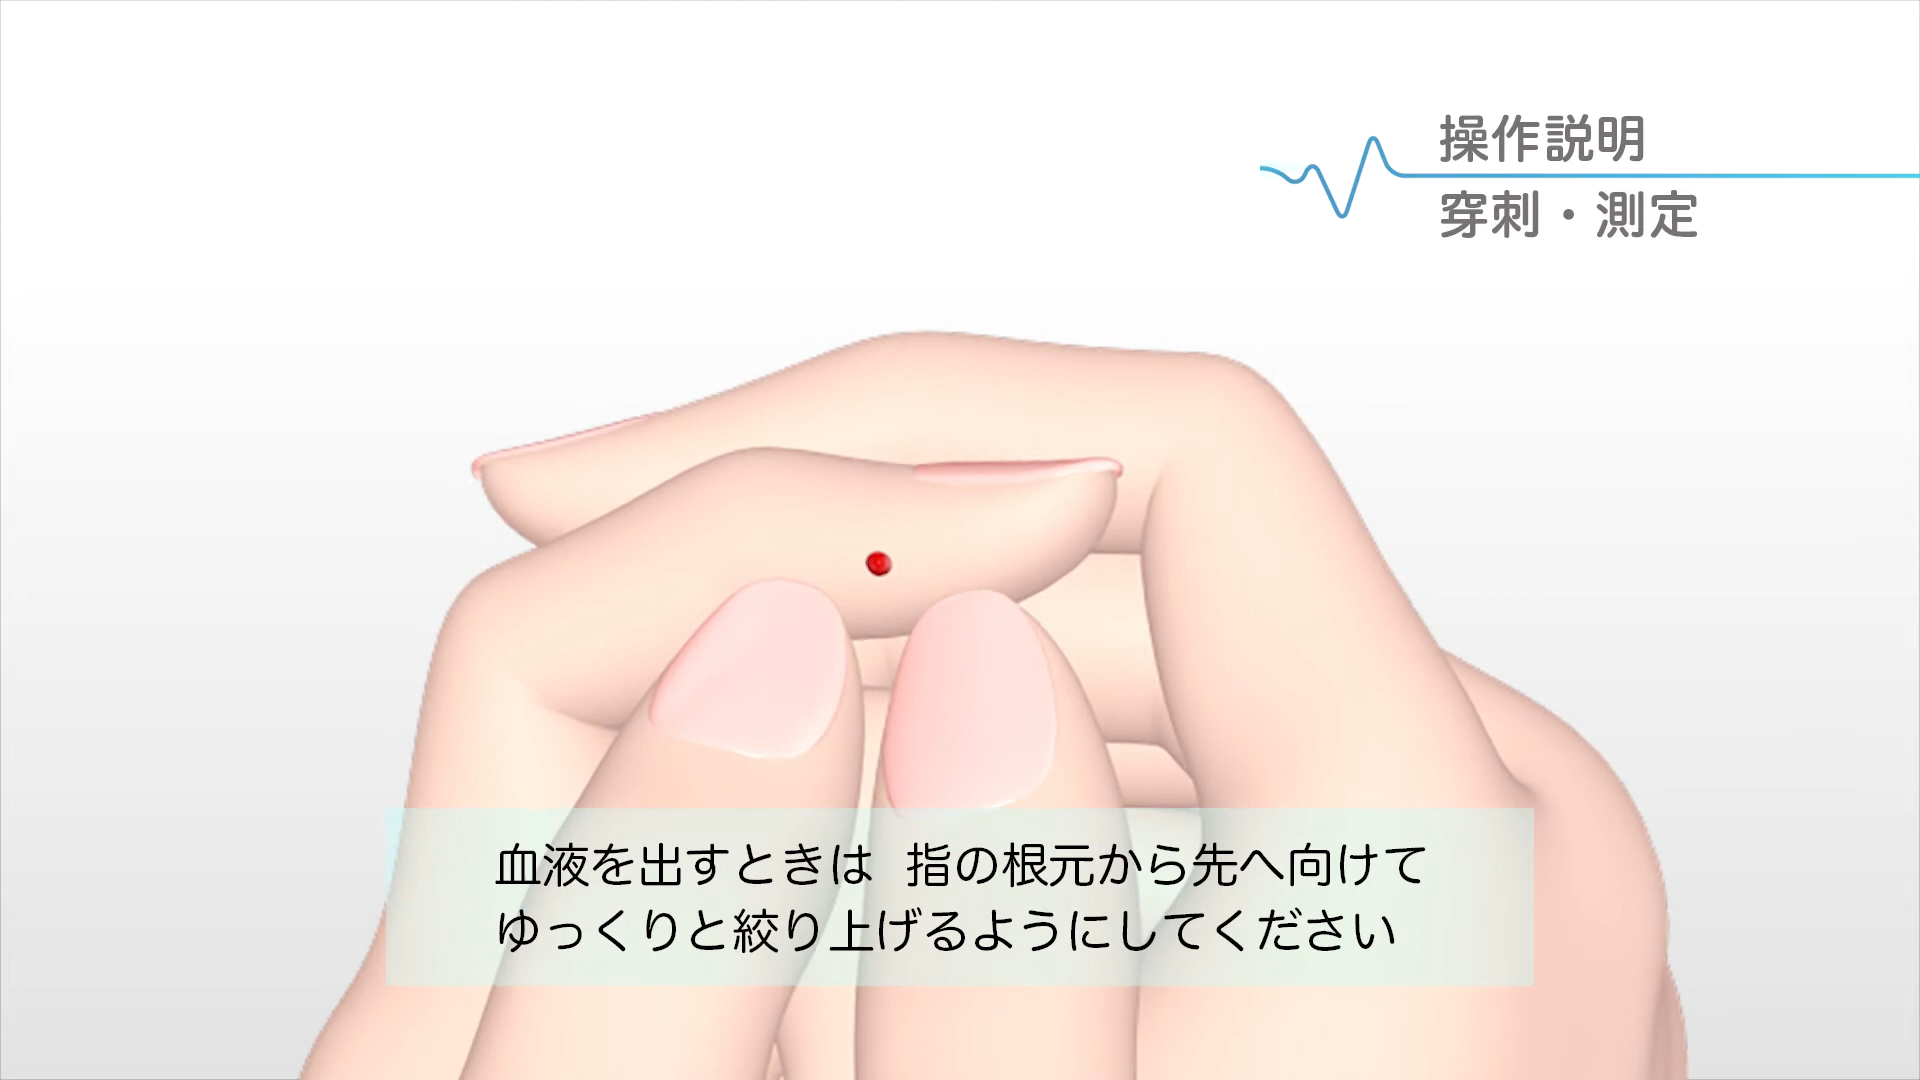 操作説明
穿刺・測定
血液を出すときは 指の根元から先へ向けて
ゆっくりと絞り上げるようにしてください